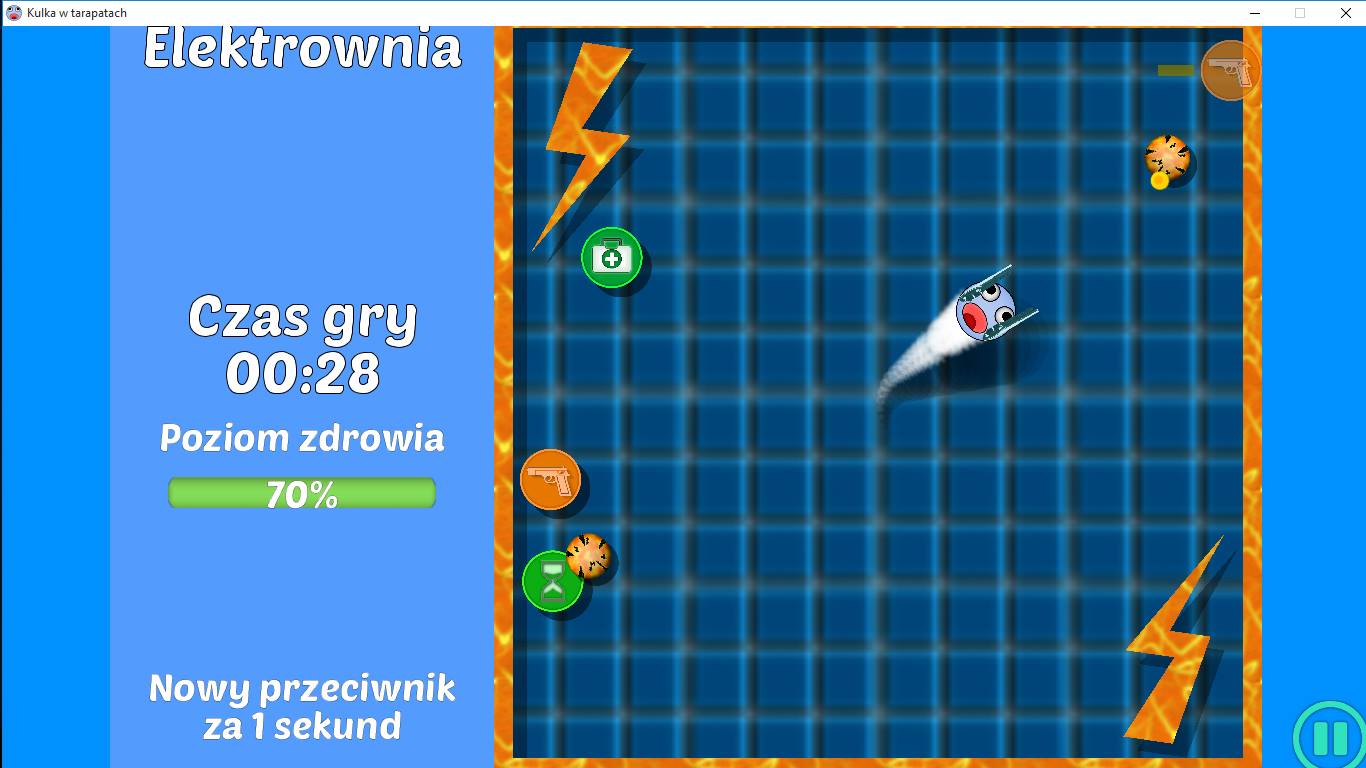 Kulka w tarapatach
Elektrownia
Czas gry
00:28
Poziom zdrowia
70%
Nowy przeciwnik
za 1 sekund